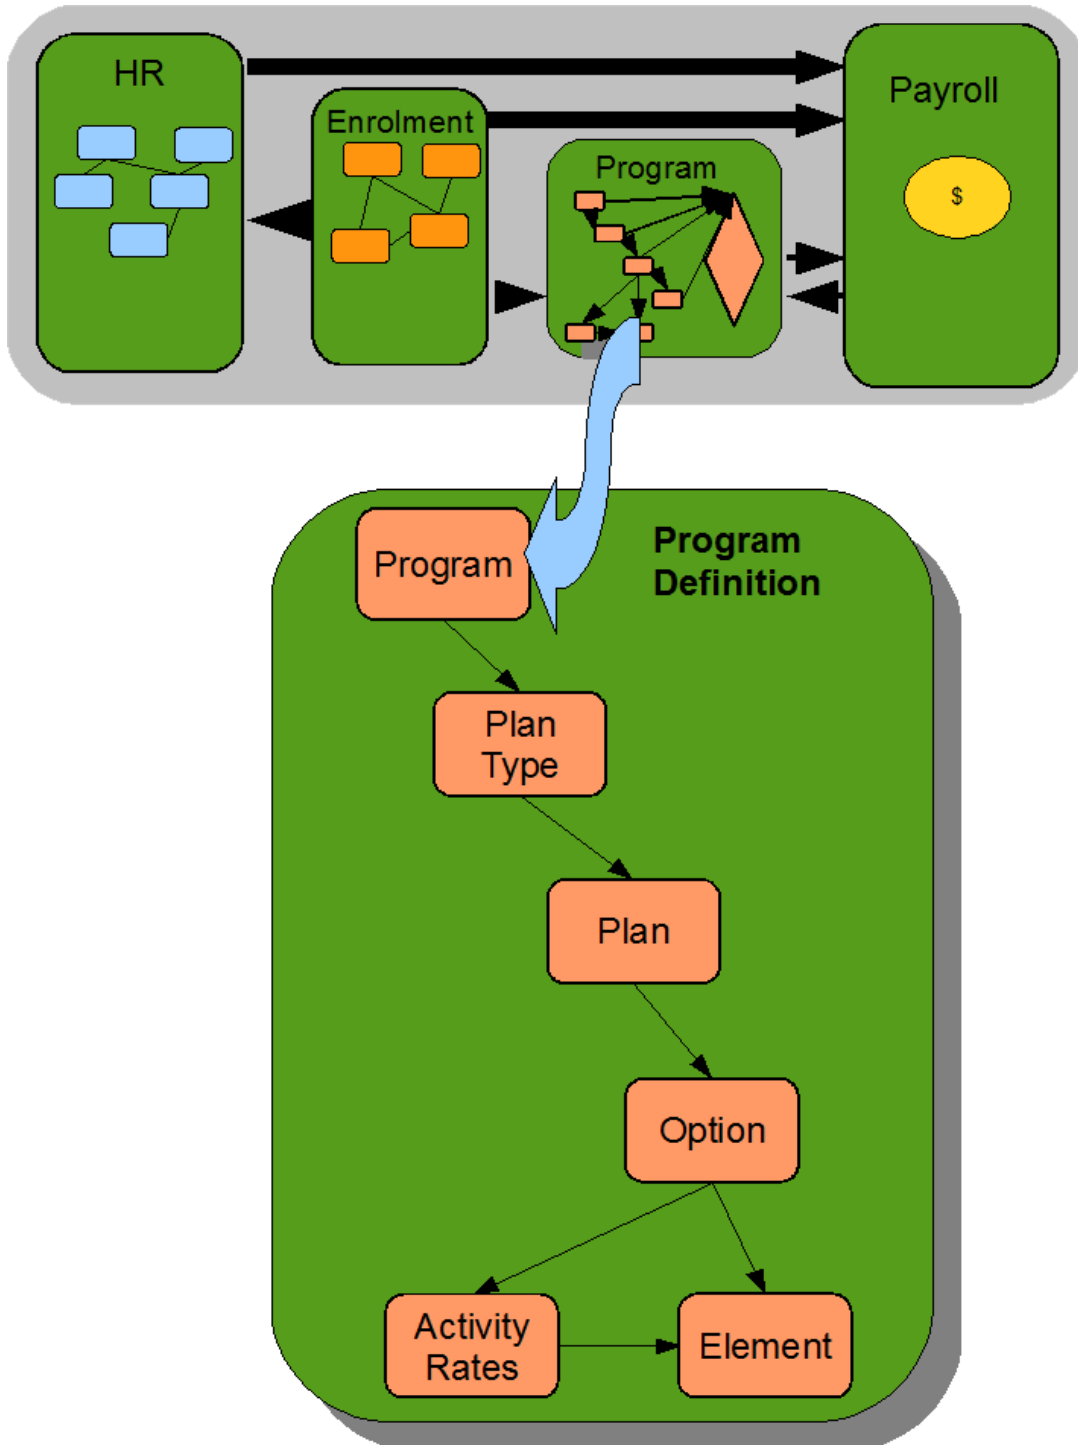 HR
Enrolment
Program
Payroll
$
Program
Definition
Program
Plan
Type
Plan
Option
Activity
Rates
Element